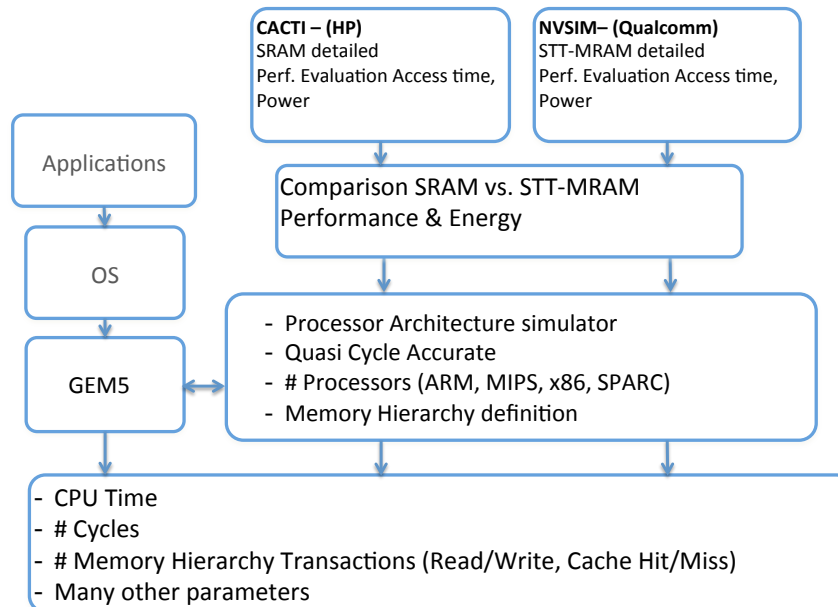 CACTI – (HP)
SRAM detailed
Perf. Evaluation Access time,
Power
NVSIM– (Qualcomm)
STT-MRAM detailed
Perf. Evaluation Access time,
Power
Applications
Comparison SRAM vs. STT-MRAM
Performance & Energy
OS
GEM5
- Processor Architecture simulator
- Quasi Cycle Accurate
- # Processors (ARM, MIPS, x86, SPARC)
- Memory Hierarchy definition
- CPU Time
- # Cycles
- # Memory Hierarchy Transactions (Read/Write, Cache Hit/Miss)
- Many other parameters